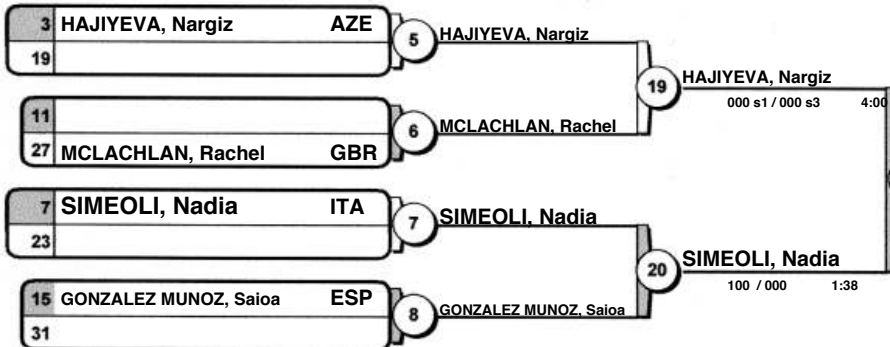 3 HAJIYEVA, Nargiz AZE
19
5
HAJIYEVA, Nargiz
11
27 MCLACHLAN, Rachel GBR
6
MCLACHLAN, Rachel
19
HAJIYEVA, Nargiz
000 s1 / 000 s3 4:00
7 SIMEOLI, Nadia ITA
23
7
SIMEOLI, Nadia
15 GONZALEZ MUNOZ, Saioa ESP
31
8
GONZALEZ MUNOZ, Saioa
20
SIMEOLI, Nadia
100 / 000 1:38